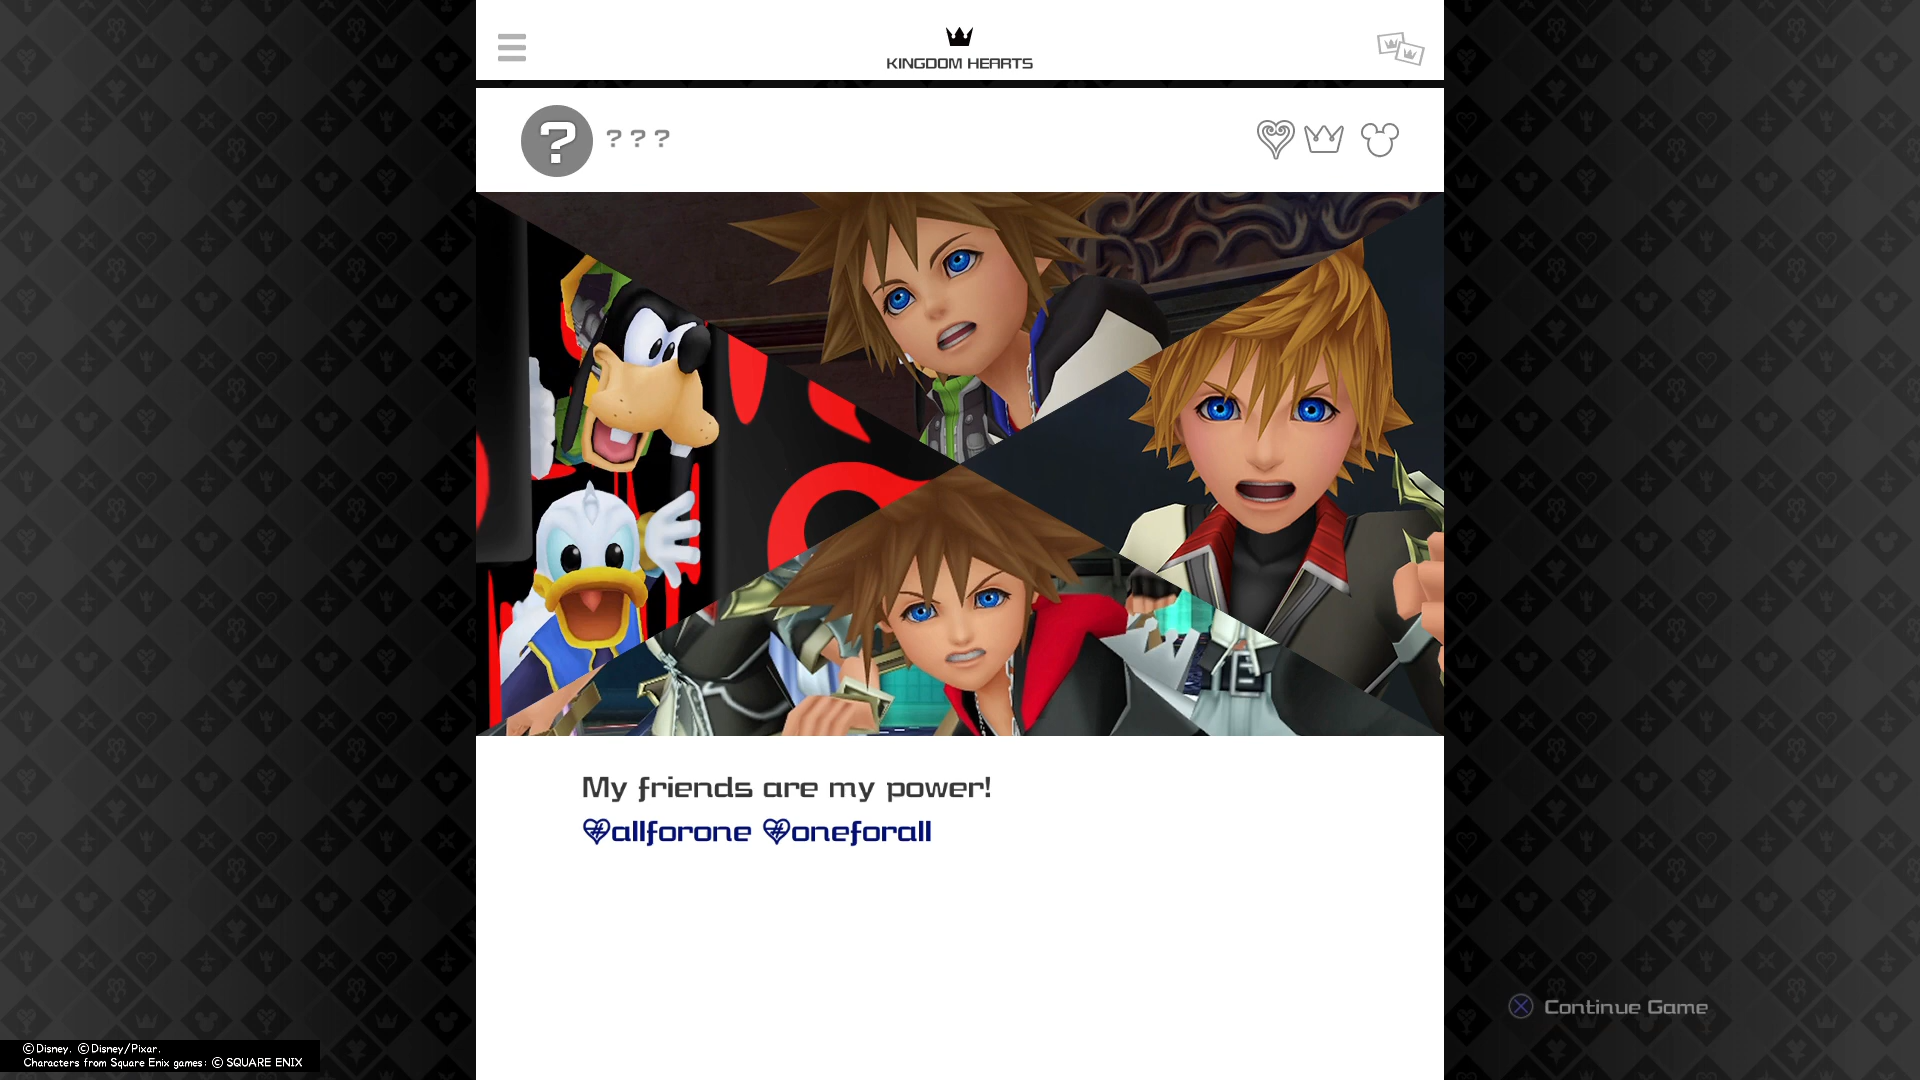 KINGDOM HEARTS
?
? ? ?
My friends are my power!
#allforone #oneforall
Continue Game
©Disney. ©Disney/Pixar.
Characters from Square Enix games: © SQUARE ENIX